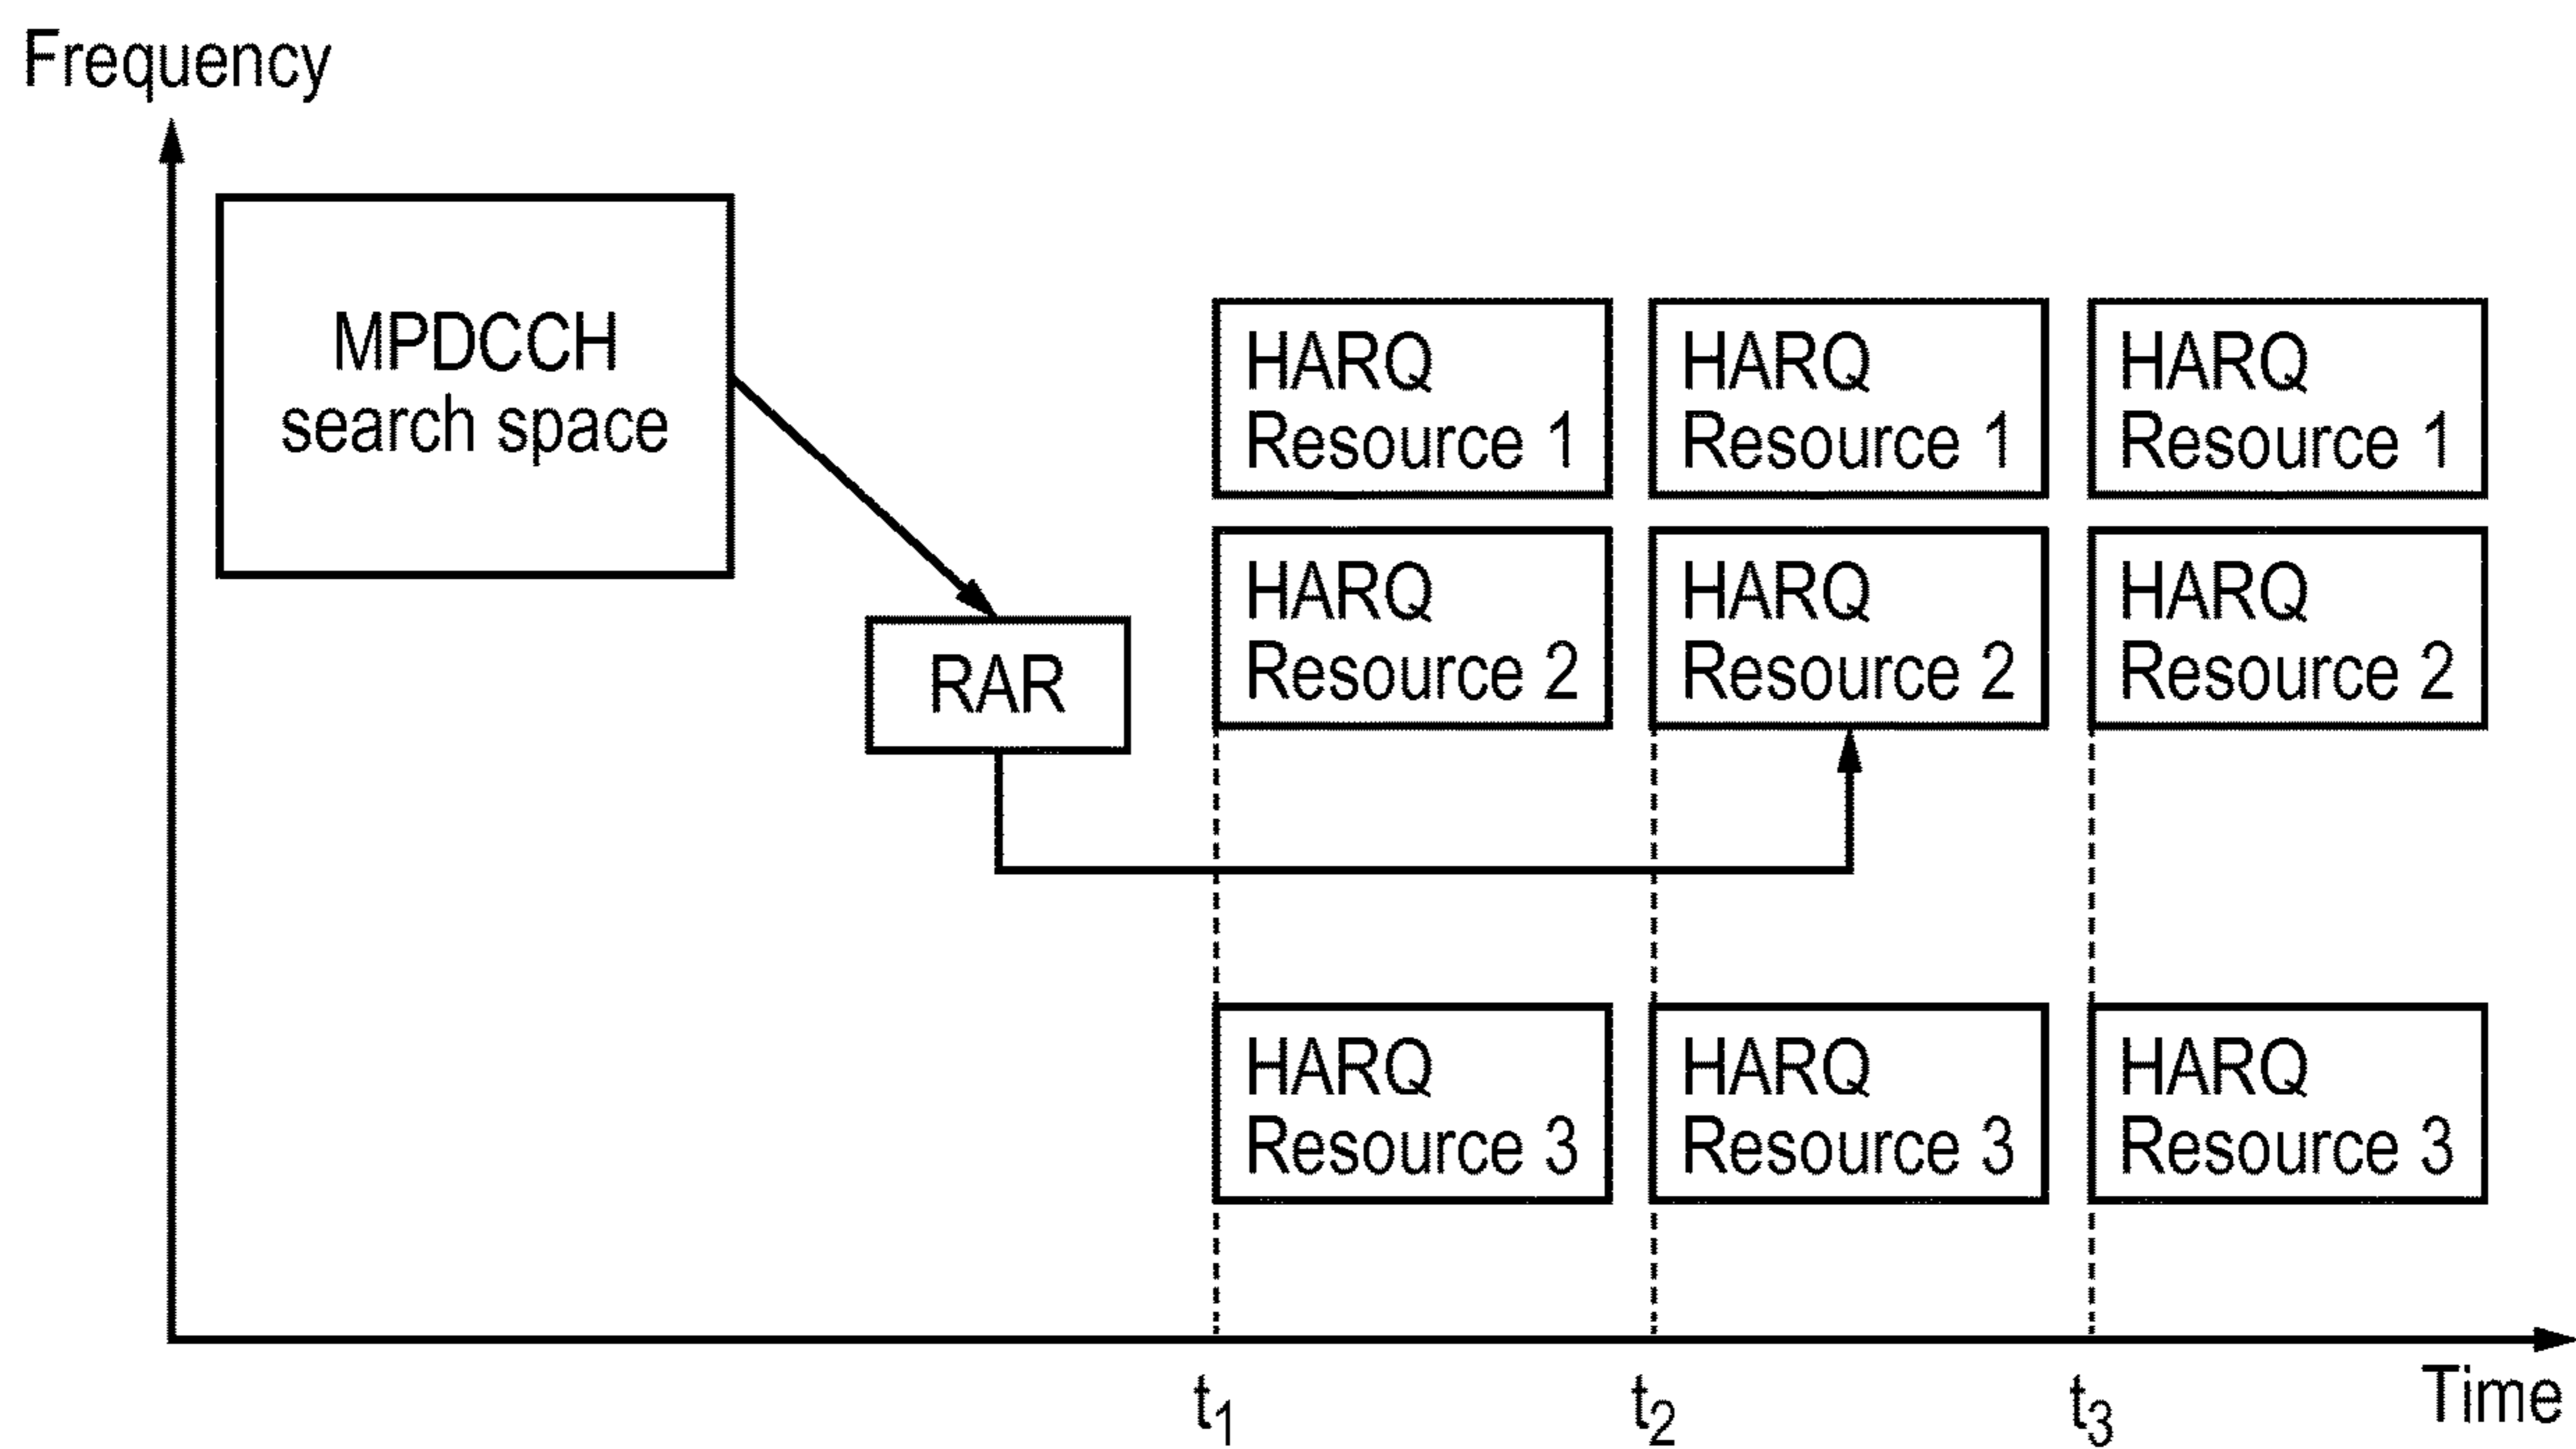 Frequency
MPDCCH
search space
RAR
HARQ
Resource 1
HARQ
Resource 1
HARQ
Resource 1
HARQ
Resource 2
HARQ
Resource 2
HARQ
Resource 2
HARQ
Resource 3
HARQ
Resource 3
HARQ
Resource 3
t1
t2
t3
Time